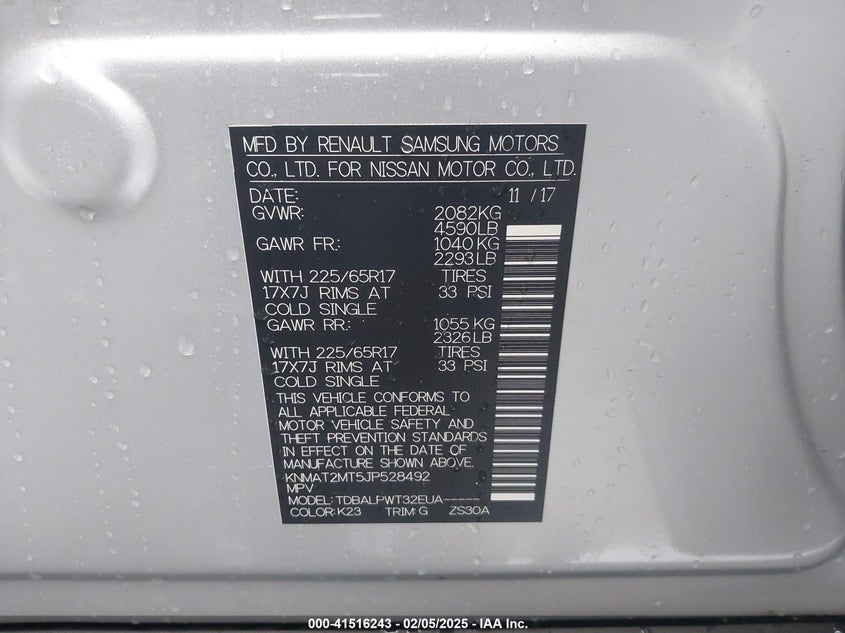 MFD BY RENAULT SAMSUNG MOTORS
CO., LTD. FOR NISSAN MOTOR CO., LTD.
DATE: 11 / 17
GVWR: 2082KG
4590LB
GAWR FR.: 1040 KG
2293LB
WITH 225/65R17 TIRES
17X7J RIMS AT 33 PSI
COLD SINGLE
GAWR RR.: 1055 KG
2326LB
WITH 225/65R17 TIRES
17X7J RIMS AT 33 PSI
COLD SINGLE
THIS VEHICLE CONFORMS TO
ALL APPLICABLE FEDERAL
MOTOR VEHICLE SAFETY AND
THEFT PREVENTION STANDARDS
IN EFFECT ON THE DATE OF
MANUFACTURE SHOWN ABOVE.
KNMAT2MT5JP528492
MPV
MODEL: TDBALPWT32EUA-----
COLOR: K23 TRIM: G ZS30A
000-41516243 - 02/05/2025 - IAA Inc.